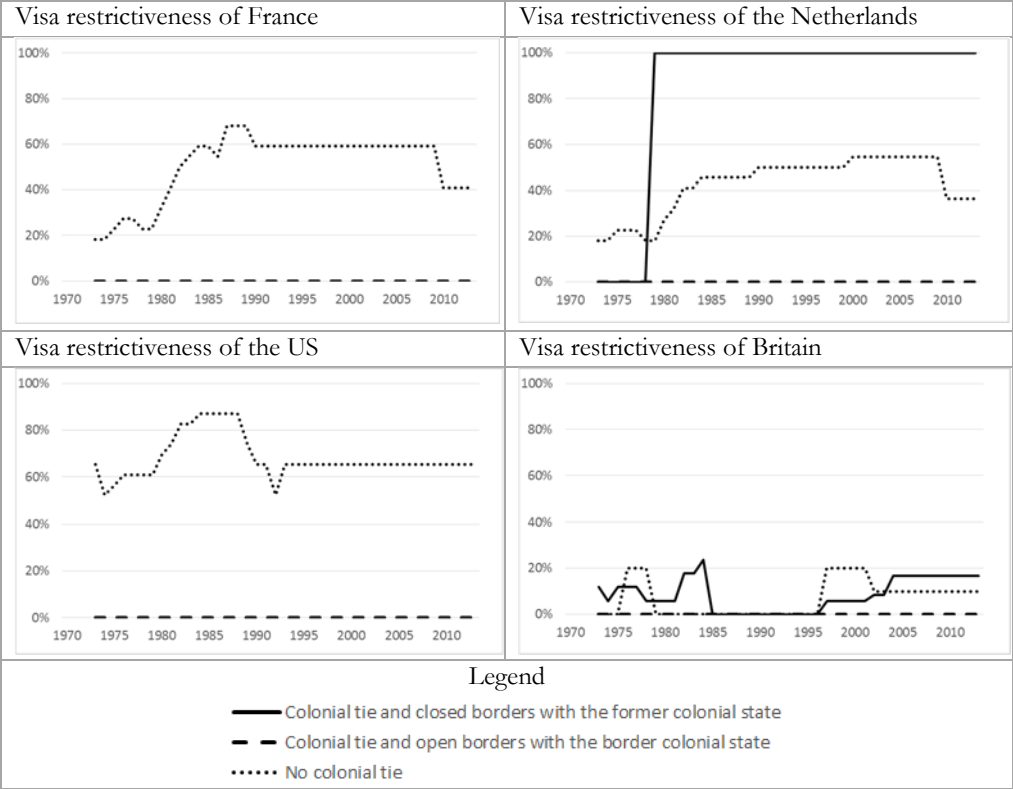 Visa restrictiveness of France
Visa restrictiveness of the Netherlands
100%
80%
60%
40%
20%
0%
1970 1975 1980 1985 1990 1995 2000 2005 2010
100%
80%
60%
40%
20%
0%
1970 1975 1980 1985 1990 1995 2000 2005 2010
Visa restrictiveness of the US
Visa restrictiveness of Britain
100%
80%
60%
40%
20%
0%
1970 1975 1980 1985 1990 1995 2000 2005 2010
100%
80%
60%
40%
20%
0%
1970 1975 1980 1985 1990 1995 2000 2005 2010
Legend
Colonial tie and closed borders with the former colonial state
Colonial tie and open borders with the border colonial state
No colonial tie